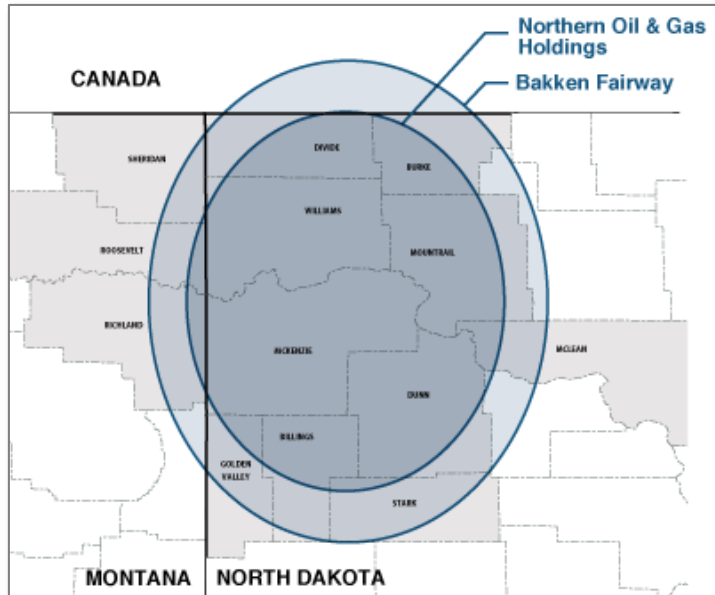 Northern Oil & Gas
Holdings
Bakken Fairway
CANADA
SHERIDAN
DIVIDE
BURKE
WILLIAMS
ROOSEVELT
MOUNTRAIL
RICHLAND
MCKENZIE
MCLEAN
DUNN
BILLINGS
GOLDEN
VALLEY
STARK
MONTANA
NORTH DAKOTA